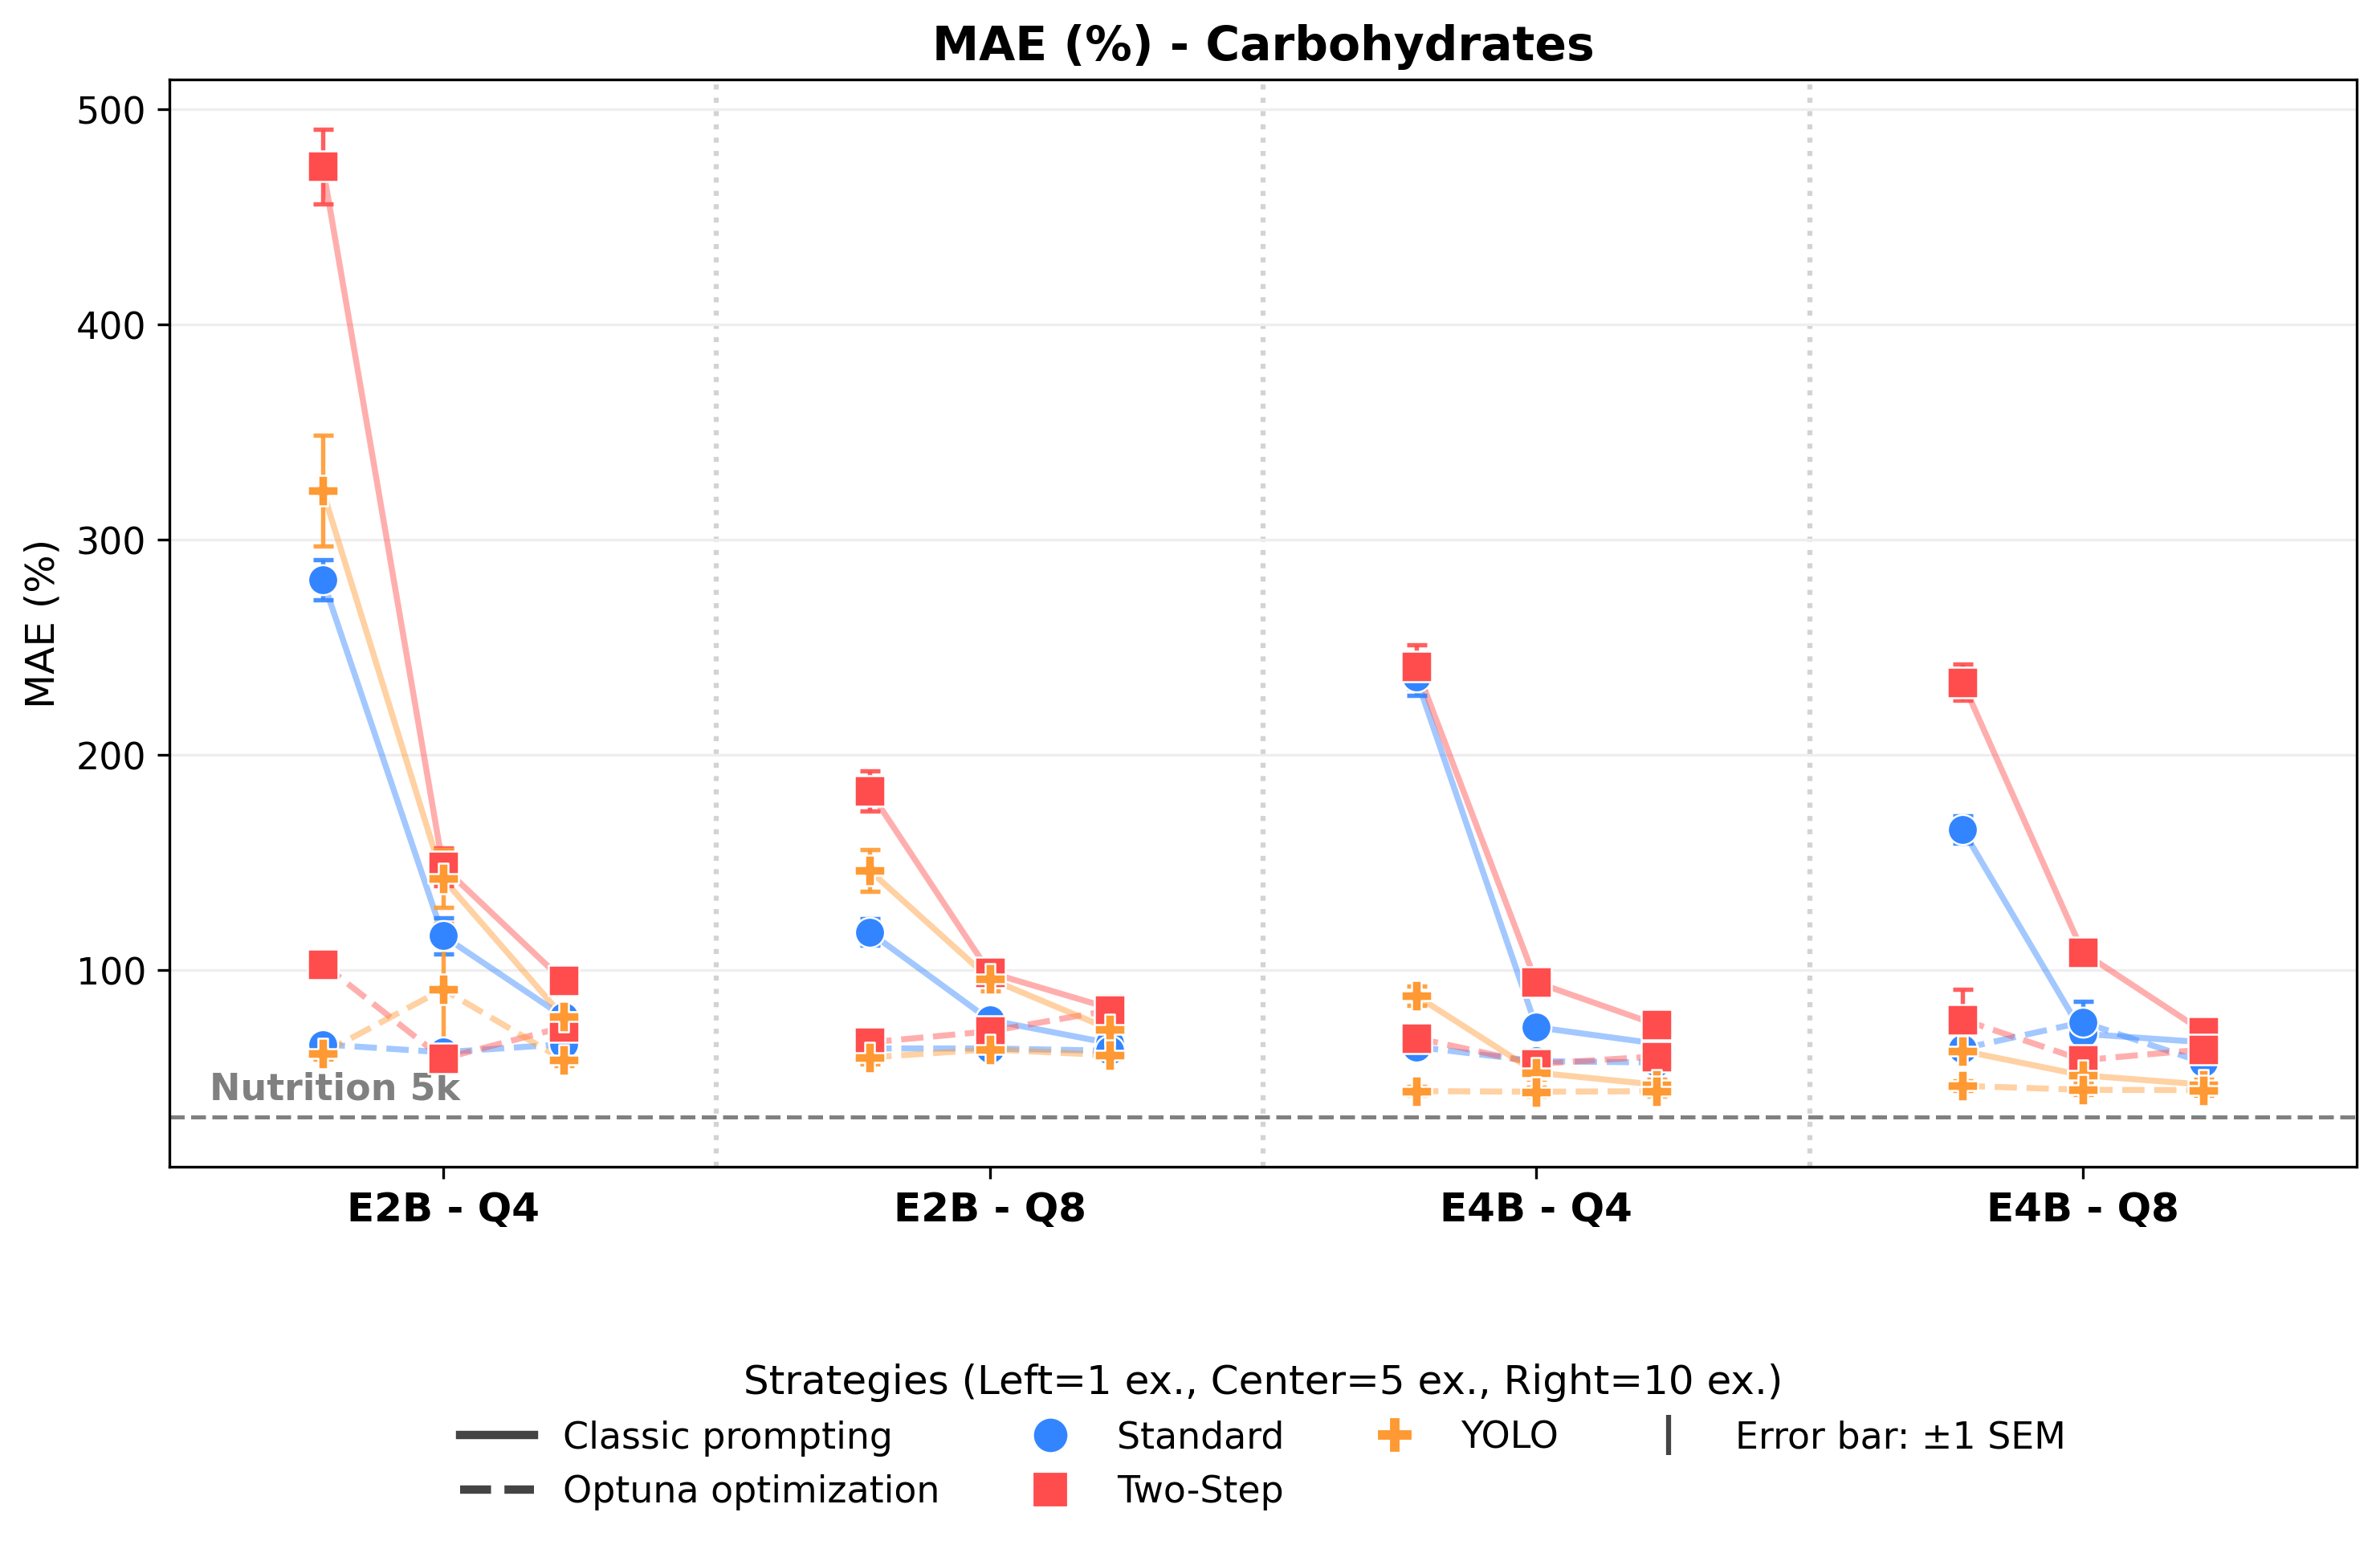 MAE (%) - Carbohydrates
MAE (%)
500
400
300
200
100
Nutrition 5k
E2B - Q4
E2B - Q8
E4B - Q4
E4B - Q8
Strategies (Left=1 ex., Center=5 ex., Right=10 ex.)
Classic prompting
Optuna optimization
Standard
Two-Step
YOLO
Error bar: ±1 SEM